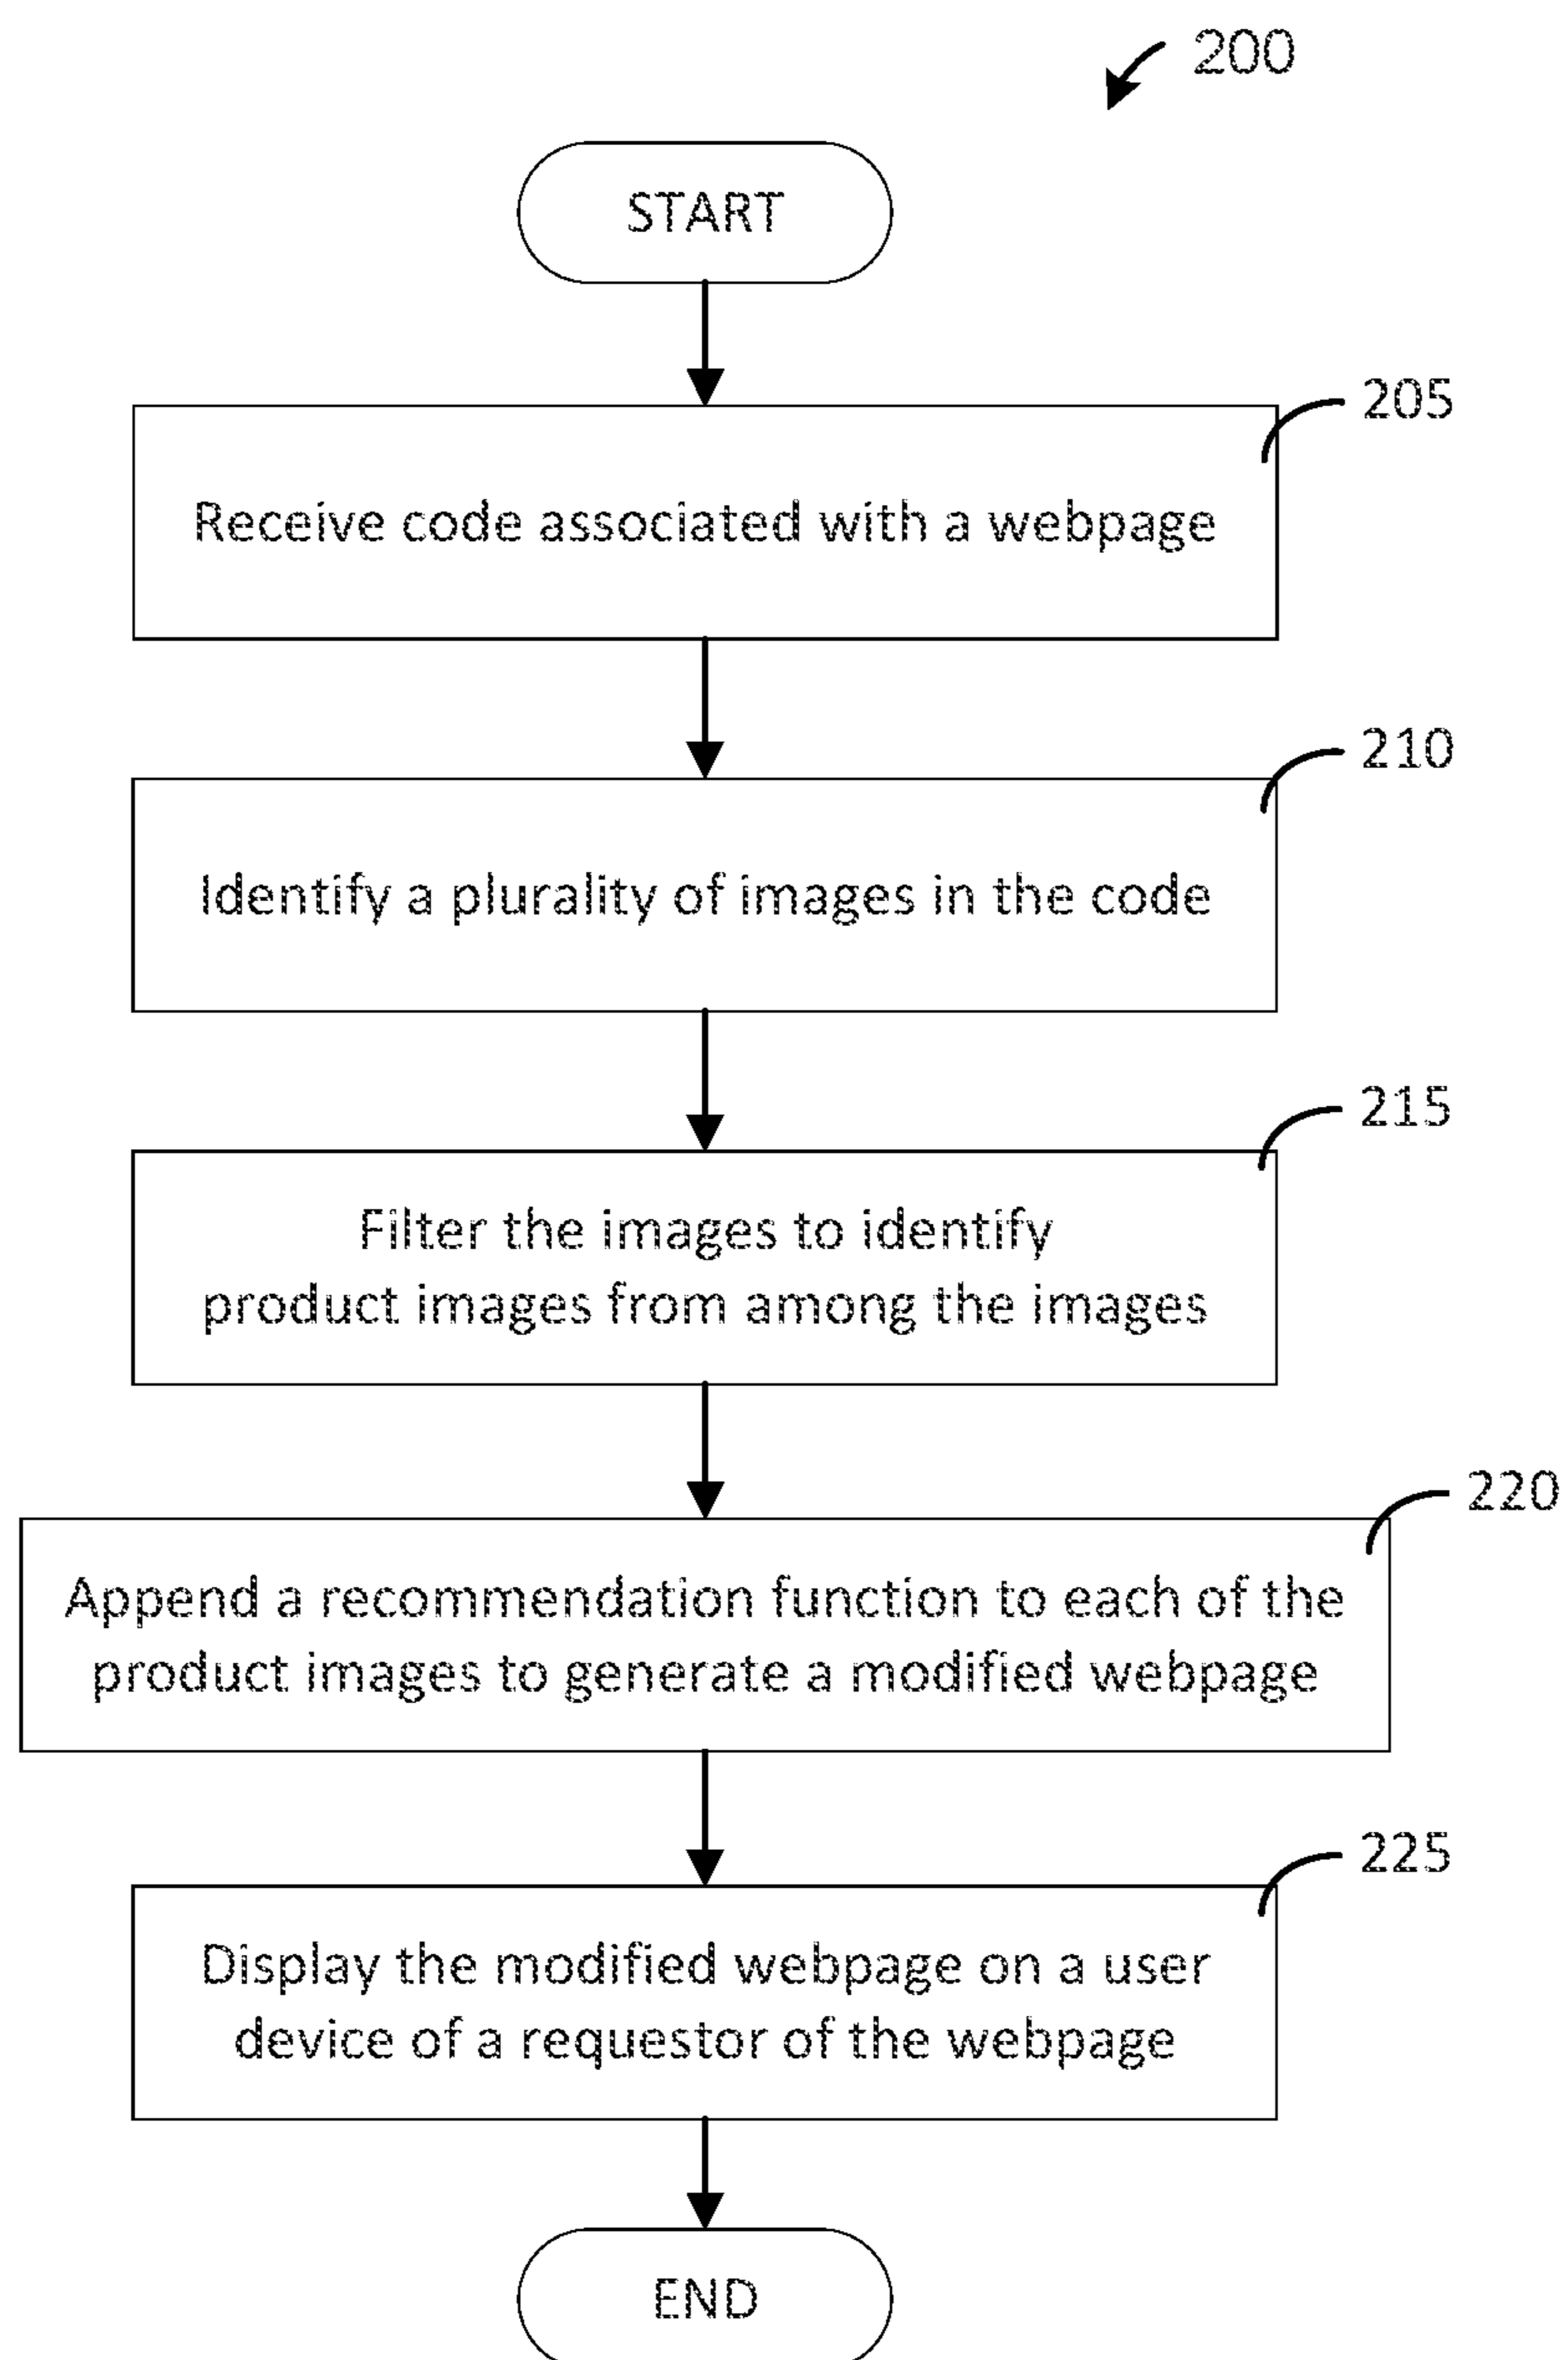 200
START
205
Receive code associated with a webpage
210
Identify a plurality of images in the code
215
Filter the images to identify
product images from among the images
220
Append a recommendation function to each of the
product images to generate a modified webpage
225
Display the modified webpage on a user
device of a requestor of the webpage
END